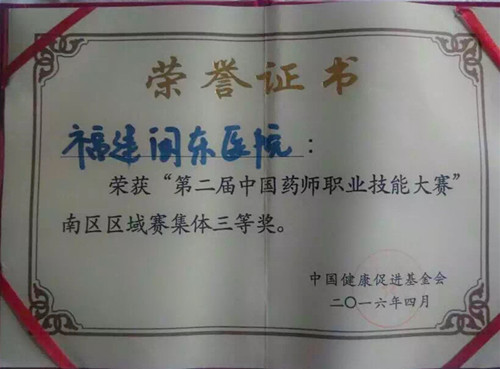 荣誉证书
福建闽东医院：
荣获“第二届中国药师职业技能大赛”
南区区域赛集体三等奖。
中国健康促进基金会
二〇一六年四月